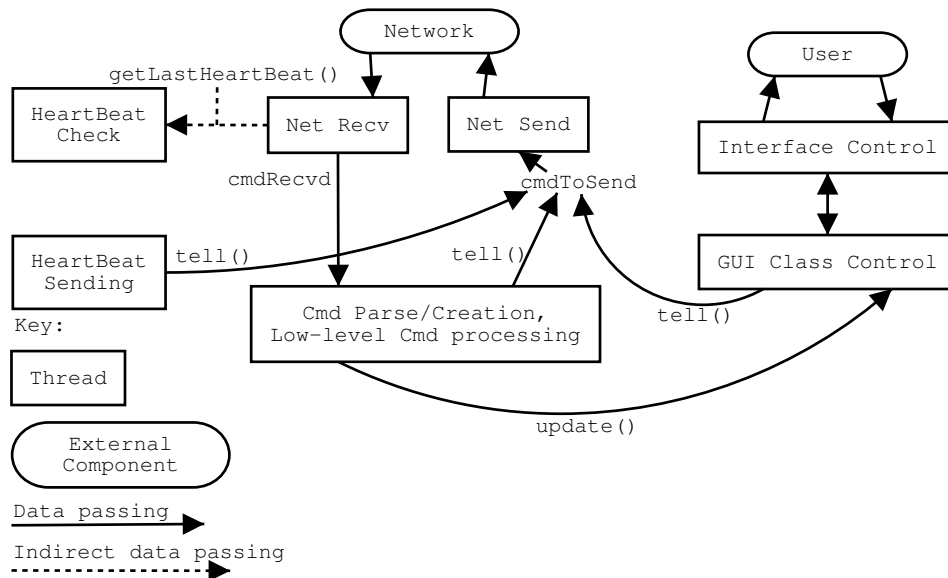 Network
User
getLastHeartBeat()
HeartBeat
Check
Net Recv
Net Send
Interface Control
cmdRecvd
cmdToSend
HeartBeat
Sending
tell()
tell()
GUI Class Control
Cmd Parse/Creation,
Low-level Cmd processing
tell()
update()
Key:
Thread
External
Component
Data passing
Indirect data passing